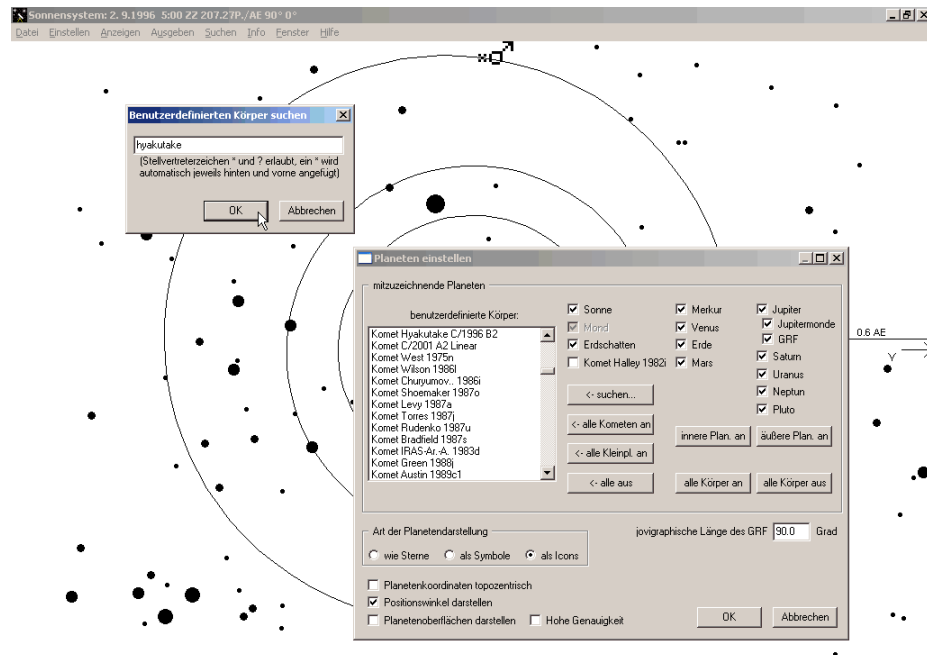 Sonnensystem: 2. 9.1996 5:00 ZZ 207.27P./AE 90° 0°
Datei Einstellen Anzeigen Ausgeben Suchen Info Fenster Hilfe
Benutzerdefinierten Körper suchen
hyakutake
(Stellvertreterzeichen * und ? erlaubt, ein * wird
automatisch jeweils hinten und vorne angefügt)
OK Abbrechen
Planeten einstellen
mitzuzeichnende Planeten
benutzerdefinierte Körper:
Komet Hyakutake C/1996 B2
Komet C/2001 A2 Linear
Komet West 1975n
Komet Wilson 1986l
Komet Churyumov.. 1986i
Komet Shoemaker 1987o
Komet Levy 1987a
Komet Torres 1987j
Komet Rudenko 1987u
Komet Bradfield 1987s
Komet IRAS-Ar.-A. 1983d
Komet Green 1988j
Komet Austin 1989c1
Sonne
Mond
Erdschatten
Komet Halley 1982i
Merkur
Venus
Erde
Mars
Jupiter
Jupitermonde
GRF
Saturn
Uranus
Neptun
Pluto
<- suchen...
<- alle Kometen an
<- alle Kleinpl. an
<- alle aus
innere Plan. an äußere Plan. an
alle Körper an alle Körper aus
Art der Planetendarstellung
wie Sterne als Symbole als Icons
jovigraphische Länge des GRF 90.0 Grad
Planetenkoordinaten topozentrisch
Positionswinkel darstellen
Planetenoberflächen darstellen Hohe Genauigkeit
OK Abbrechen
0.6 AE